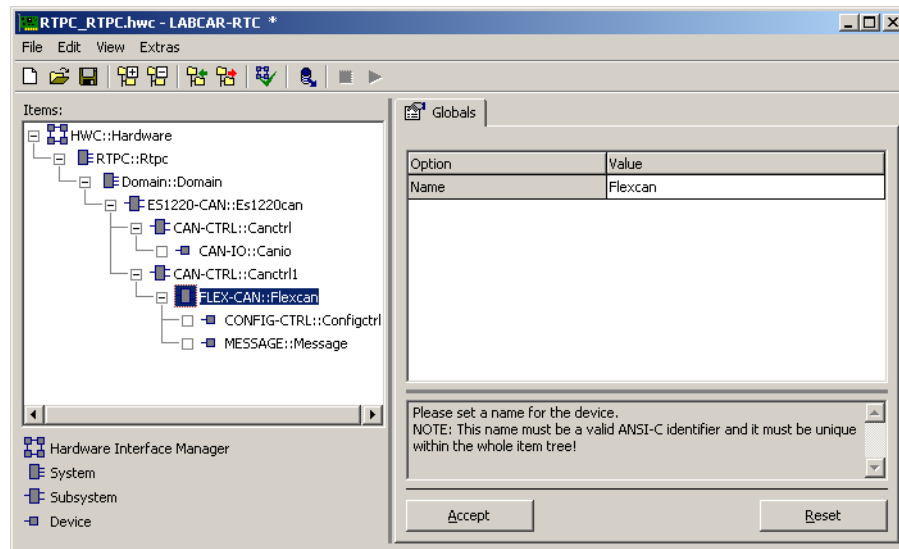 RTPC_RTPC.hwc - LABCAR-RTC *
File Edit View Extras
Items:
HWC::Hardware
RTPC::Rtpc
Domain::Domain
ES1220-CAN::Es1220can
CAN-CTRL::Canctrl
CAN-IO::Canio
CAN-CTRL::Canctrl1
FLEX-CAN::Flexcan
CONFIG-CTRL::Configctrl
MESSAGE::Message
Hardware Interface Manager
System
Subsystem
Device
Globals
Option Value
Name Flexcan
Please set a name for the device.
NOTE: This name must be a valid ANSI-C identifier and it must be unique
within the whole item tree!
Accept Reset